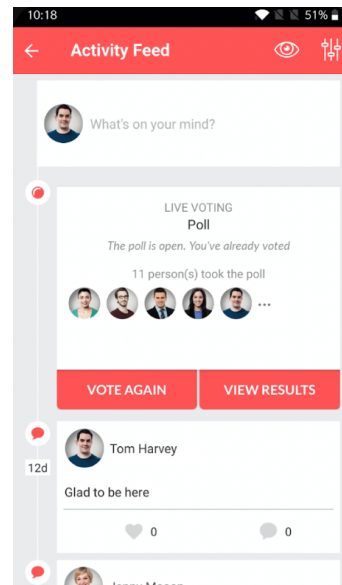 10:18
51%
Activity Feed
What's on your mind?
LIVE VOTING
Poll
The poll is open. You've already voted
11 person(s) took the poll
...
VOTE AGAIN
VIEW RESULTS
Tom Harvey
12d
Glad to be here
0
0